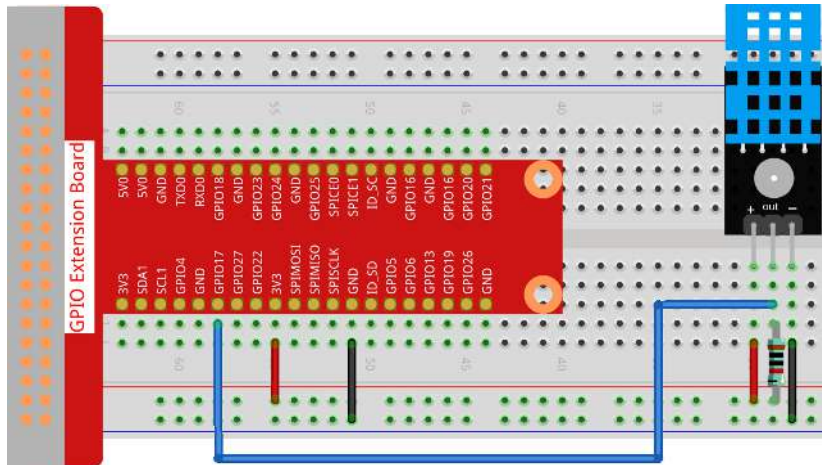 GPIO Extension Board
5V0
5V0
GND
TXD0
RXD0
GPIO18
GND
GPIO23
GPIO24
GND
GPIO25
SPICE0
SPICE1
ID_SC
GND
GPIO16
GND
GPIO16
GPIO20
GPIO21
3V3
SDA1
SCL1
GPIO4
GND
GPIO17
GPIO27
GPIO22
3V3
SPIMOSI
SPIMISO
SPISCLK
GND
ID_SD
GPIO5
GPIO6
GPIO13
GPIO19
GPIO26
GND
60 55 50 45 40 35
+ out −
60 50 45 40